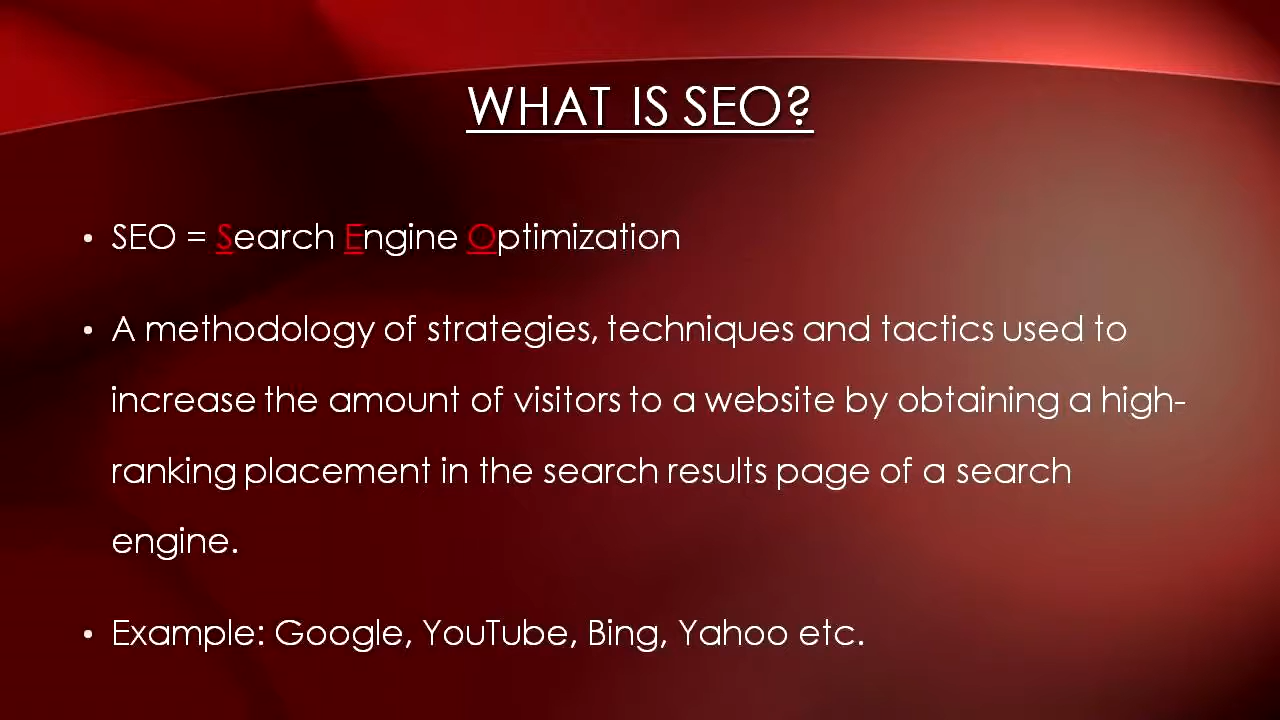 WHAT IS SEO?
• SEO = Search Engine Optimization
• A methodology of strategies, techniques and tactics used to
increase the amount of visitors to a website by obtaining a high-
ranking placement in the search results page of a search
engine.
• Example: Google, YouTube, Bing, Yahoo etc.